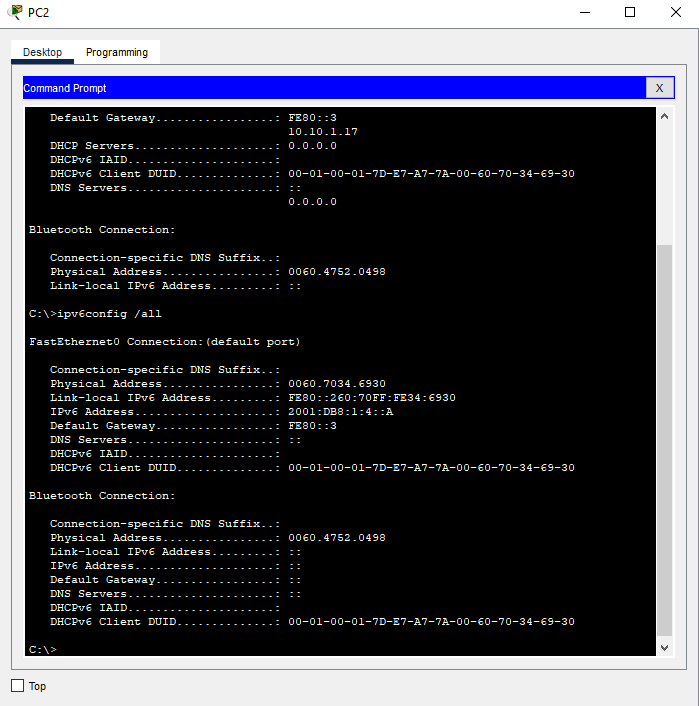 PC2
Desktop Programming
Command Prompt X
Default Gateway.................: FE80::3
10.10.1.17
DHCP Servers.....................: 0.0.0.0
DHCPv6 IAID......................:
DHCPv6 Client DUID...............: 00-01-00-01-7D-E7-A7-7A-00-60-70-34-69-30
DNS Servers......................: ::
0.0.0.0
Bluetooth Connection:
Connection-specific DNS Suffix..:
Physical Address................: 0060.4752.0498
Link-local IPv6 Address.........: ::
C:\>ipv6config /all
FastEthernet0 Connection:(default port)
Connection-specific DNS Suffix..:
Physical Address................: 0060.7034.6930
Link-local IPv6 Address.........: FE80::260:70FF:FE34:6930
IPv6 Address....................: 2001:DB8:1:4::A
Default Gateway.................: FE80::3
DNS Servers.....................: ::
DHCPv6 IAID.....................:
DHCPv6 Client DUID..............: 00-01-00-01-7D-E7-A7-7A-00-60-70-34-69-30
Bluetooth Connection:
Connection-specific DNS Suffix..:
Physical Address................: 0060.4752.0498
Link-local IPv6 Address.........: ::
IPv6 Address....................: ::
Default Gateway.................: ::
DNS Servers.....................: ::
DHCPv6 IAID.....................:
DHCPv6 Client DUID..............: 00-01-00-01-7D-E7-A7-7A-00-60-70-34-69-30
C:\>
Top